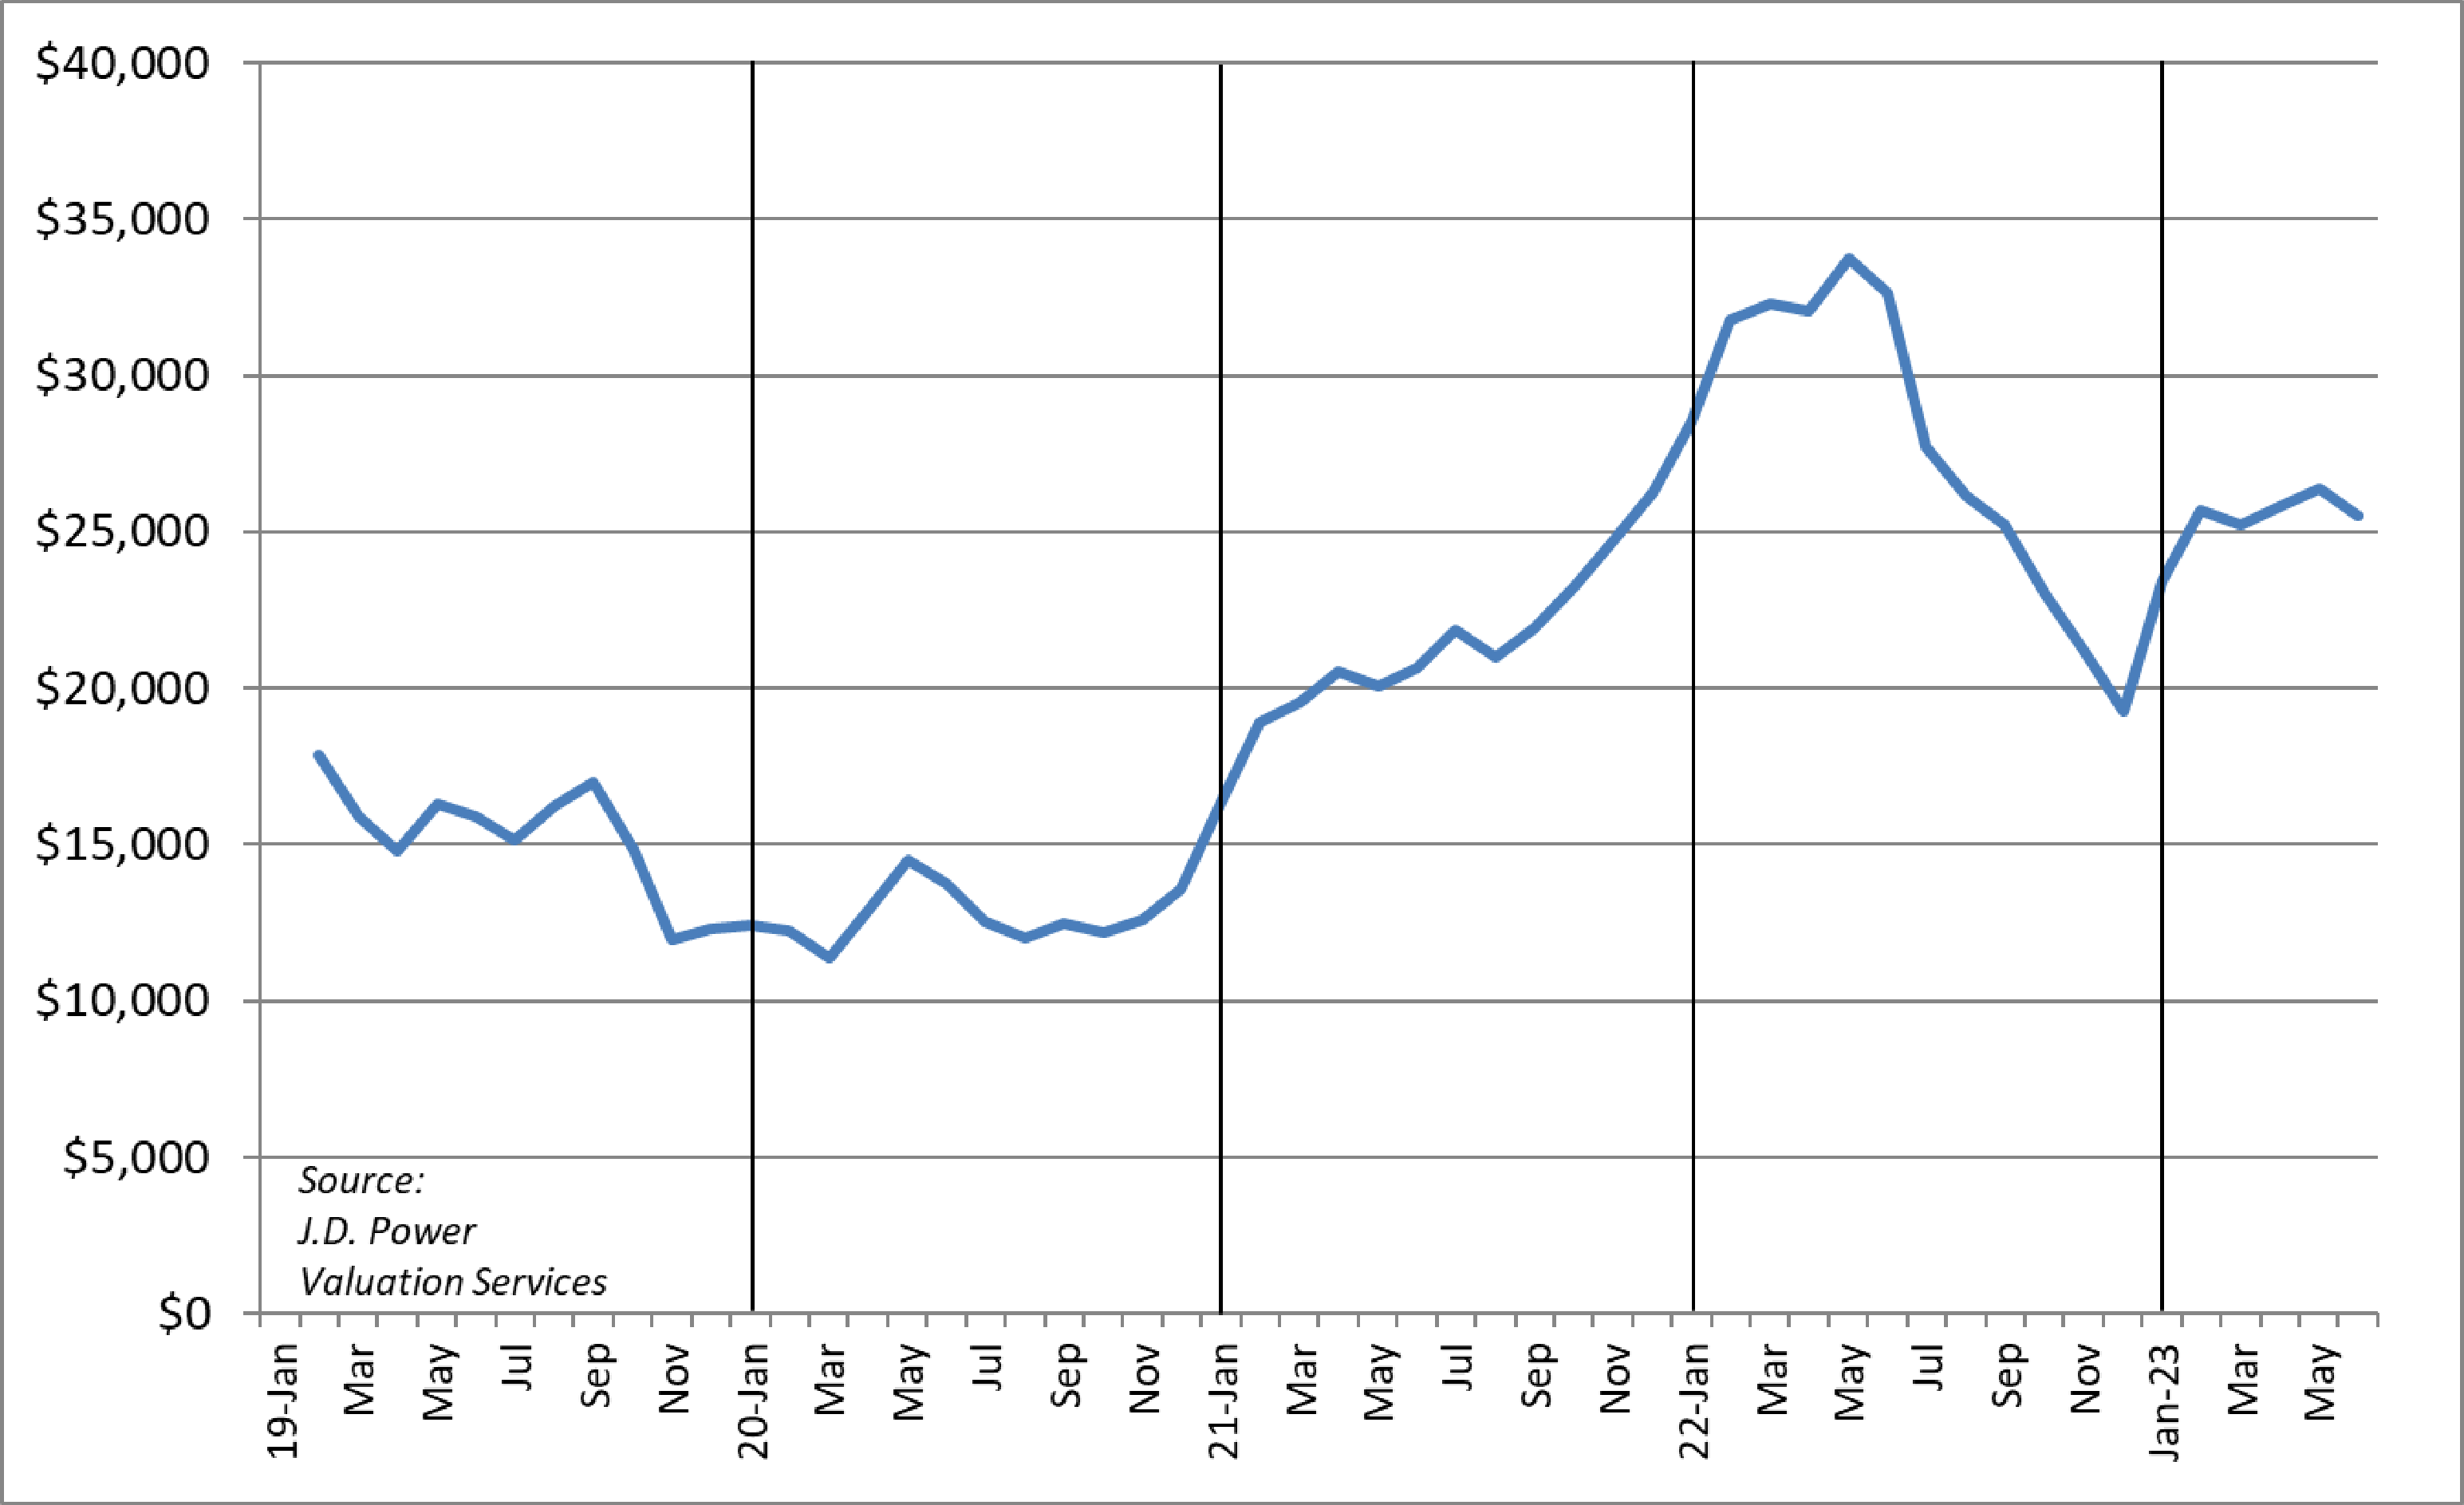 $40,000
$35,000
$30,000
$25,000
$20,000
$15,000
$10,000
$5,000
$0
Source:
J.D. Power
Valuation Services
19-Jan
Mar
May
Jul
Sep
Nov
20-Jan
Mar
May
Jul
Sep
Nov
21-Jan
Mar
May
Jul
Sep
Nov
22-Jan
Mar
May
Jul
Sep
Nov
Jan-23
Mar
May